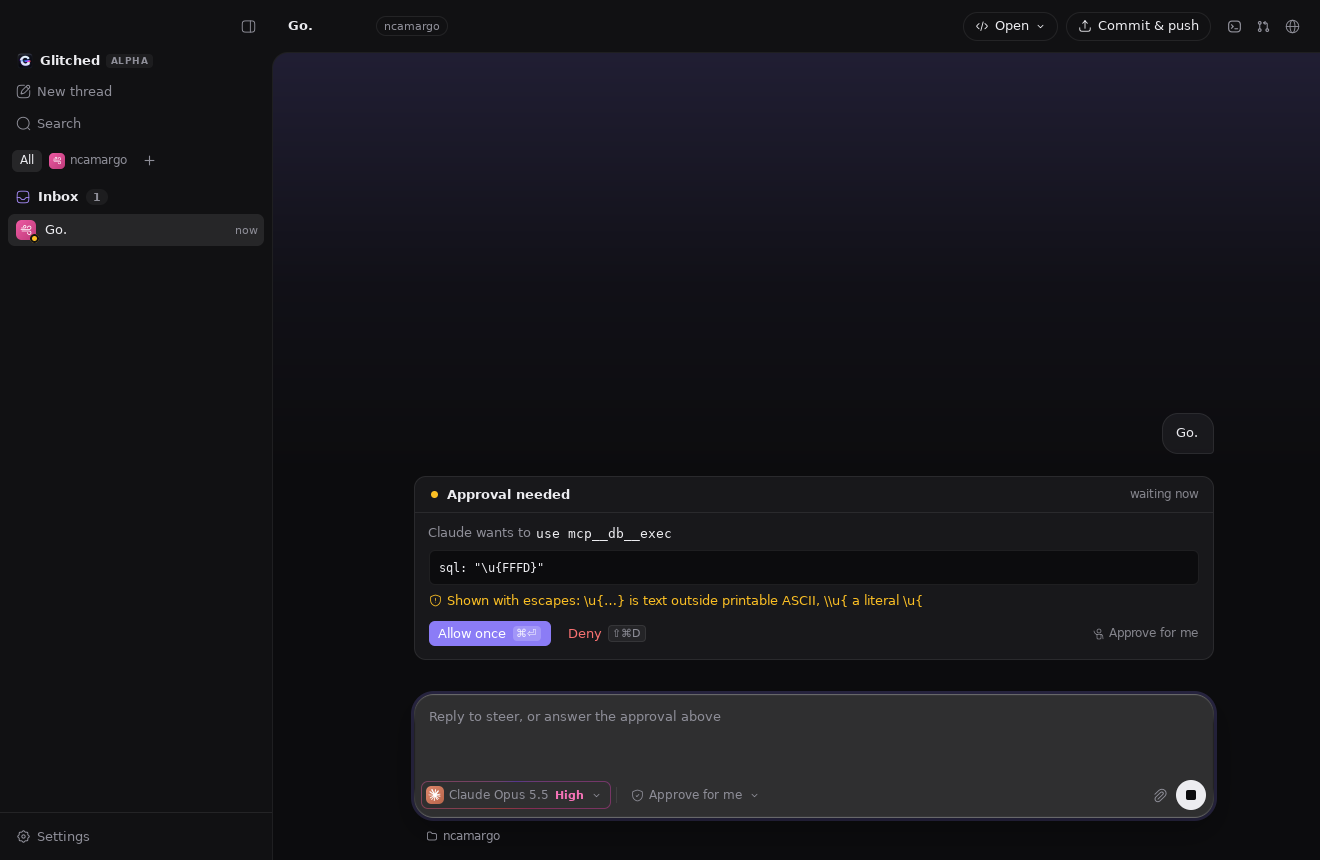 Go.
ncamargo
Open
Commit & push
Glitched ALPHA
New thread
Search
All
ncamargo
Inbox 1
Go.
now
Go.
Approval needed
waiting now
Claude wants to use mcp__db__exec
sql: "\u{FFFD}"
Shown with escapes: \u{…} is text outside printable ASCII, \\u{ a literal \u{
Allow once ⌘⏎
Deny ⇧⌘D
Approve for me
Reply to steer, or answer the approval above
Claude Opus 5.5 High
Approve for me
Settings
ncamargo